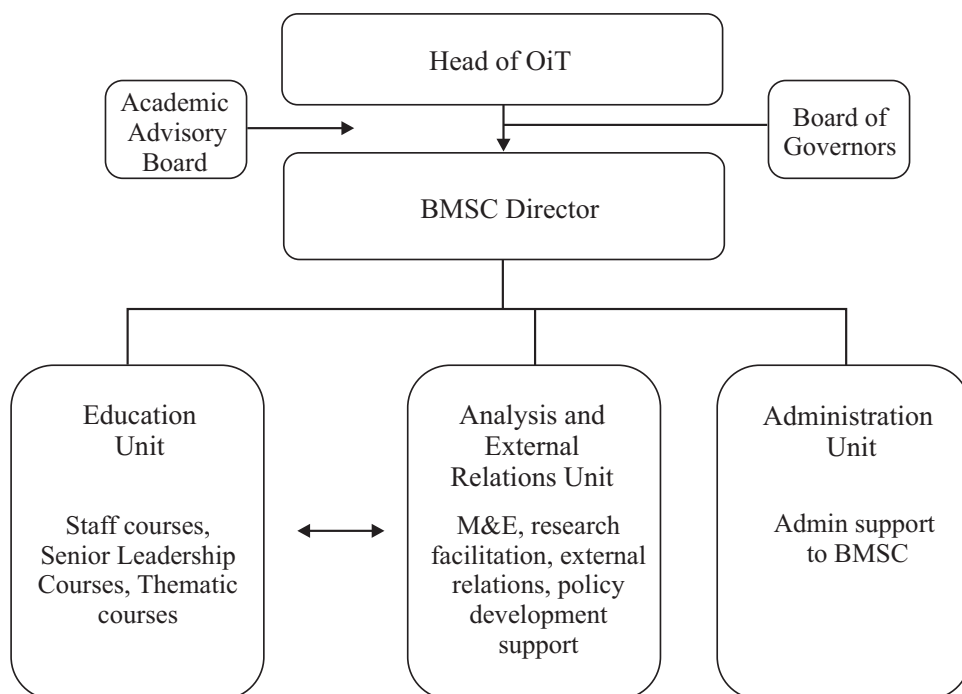 Head of OiT
Academic
Advisory
Board
Board of
Governors
BMSC Director
Education
Unit
Staff courses,
Senior Leadership
Courses, Thematic
courses
Analysis and
External
Relations Unit
M&E, research
facilitation, external
relations, policy
development
support
Administration
Unit
Admin support
to BMSC